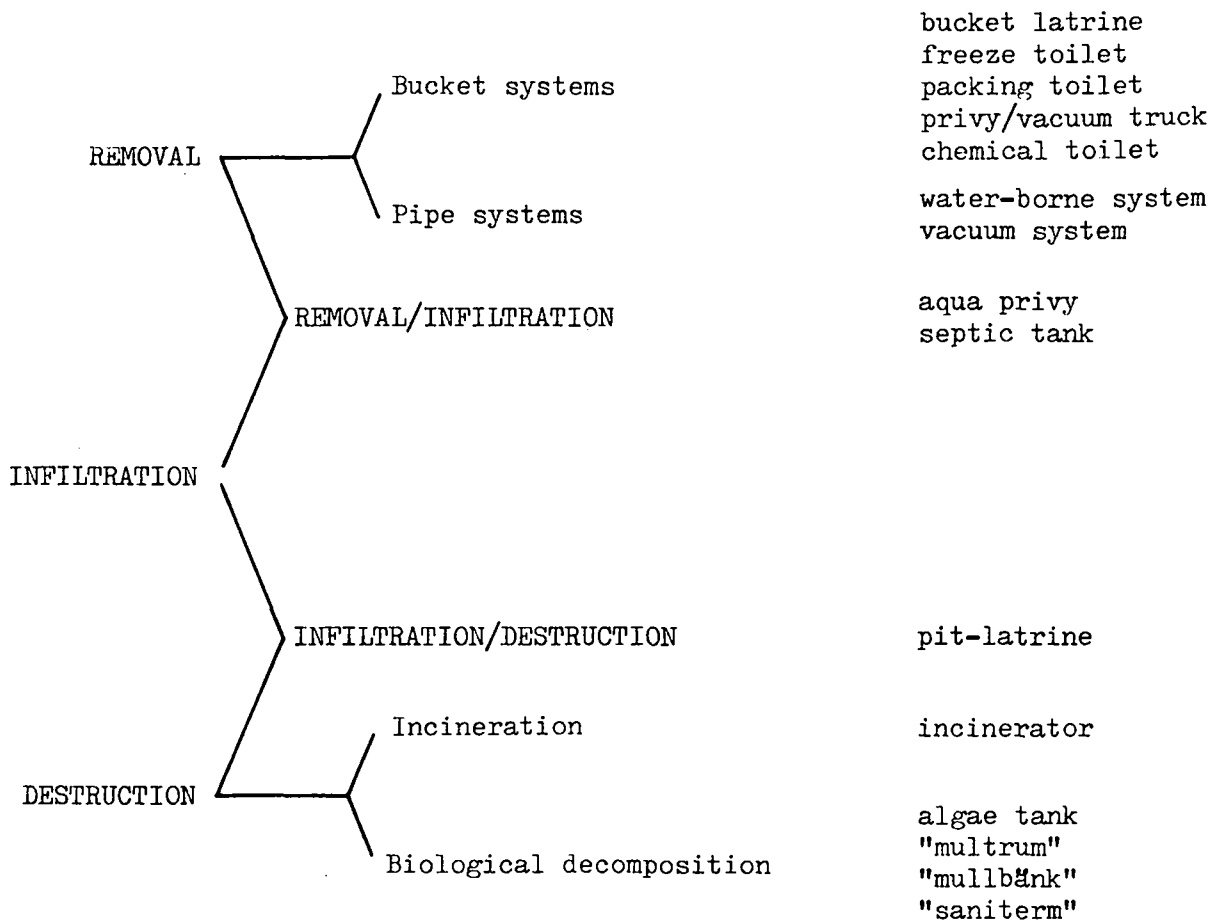 bucket latrine
freeze toilet
Bucket systems packing toilet
privy/vacuum truck
REMOVAL chemical toilet
Pipe systems water-borne system
vacuum system
REMOVAL/INFILTRATION aqua privy
septic tank
INFILTRATION
INFILTRATION/DESTRUCTION pit-latrine
Incineration incinerator
DESTRUCTION
algae tank
"multrum"
Biological decomposition "mullbänk"
"saniterm"